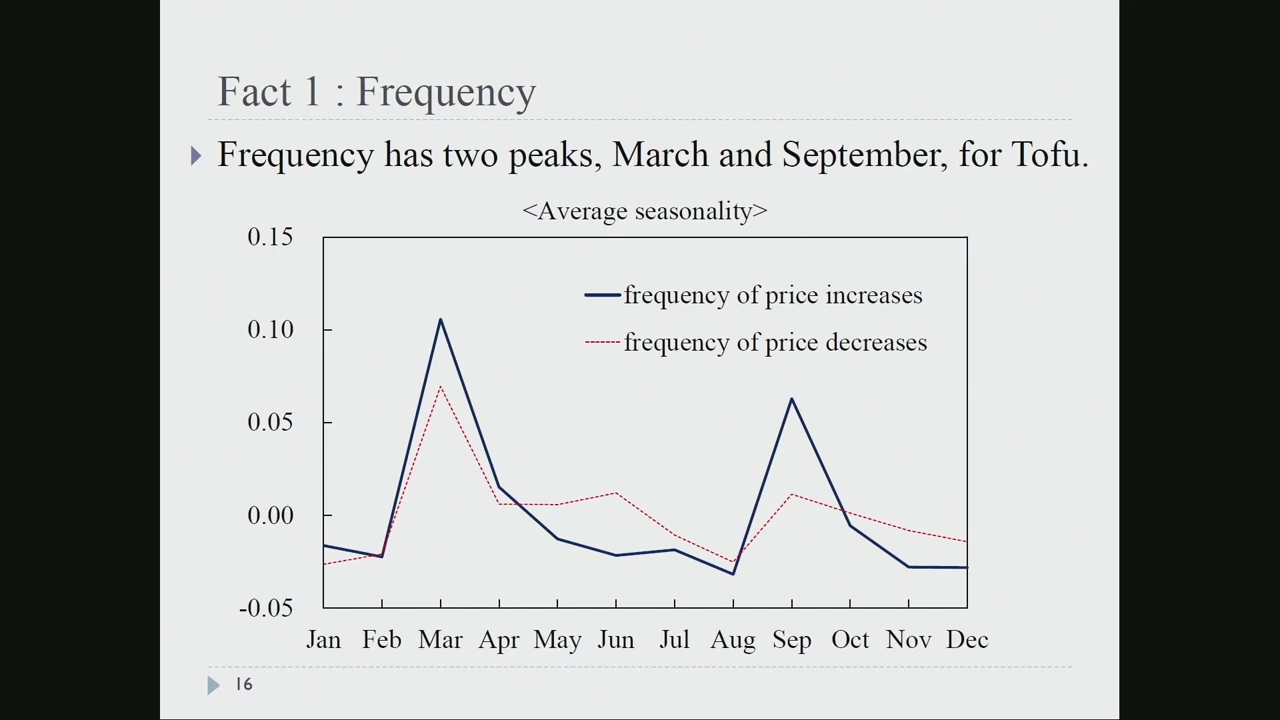 Fact 1 : Frequency
Frequency has two peaks, March and September, for Tofu.
<Average seasonality>
0.15
frequency of price increases
0.10
frequency of price decreases
0.05
0.00
-0.05
Jan Feb Mar Apr May Jun Jul Aug Sep Oct Nov Dec
16